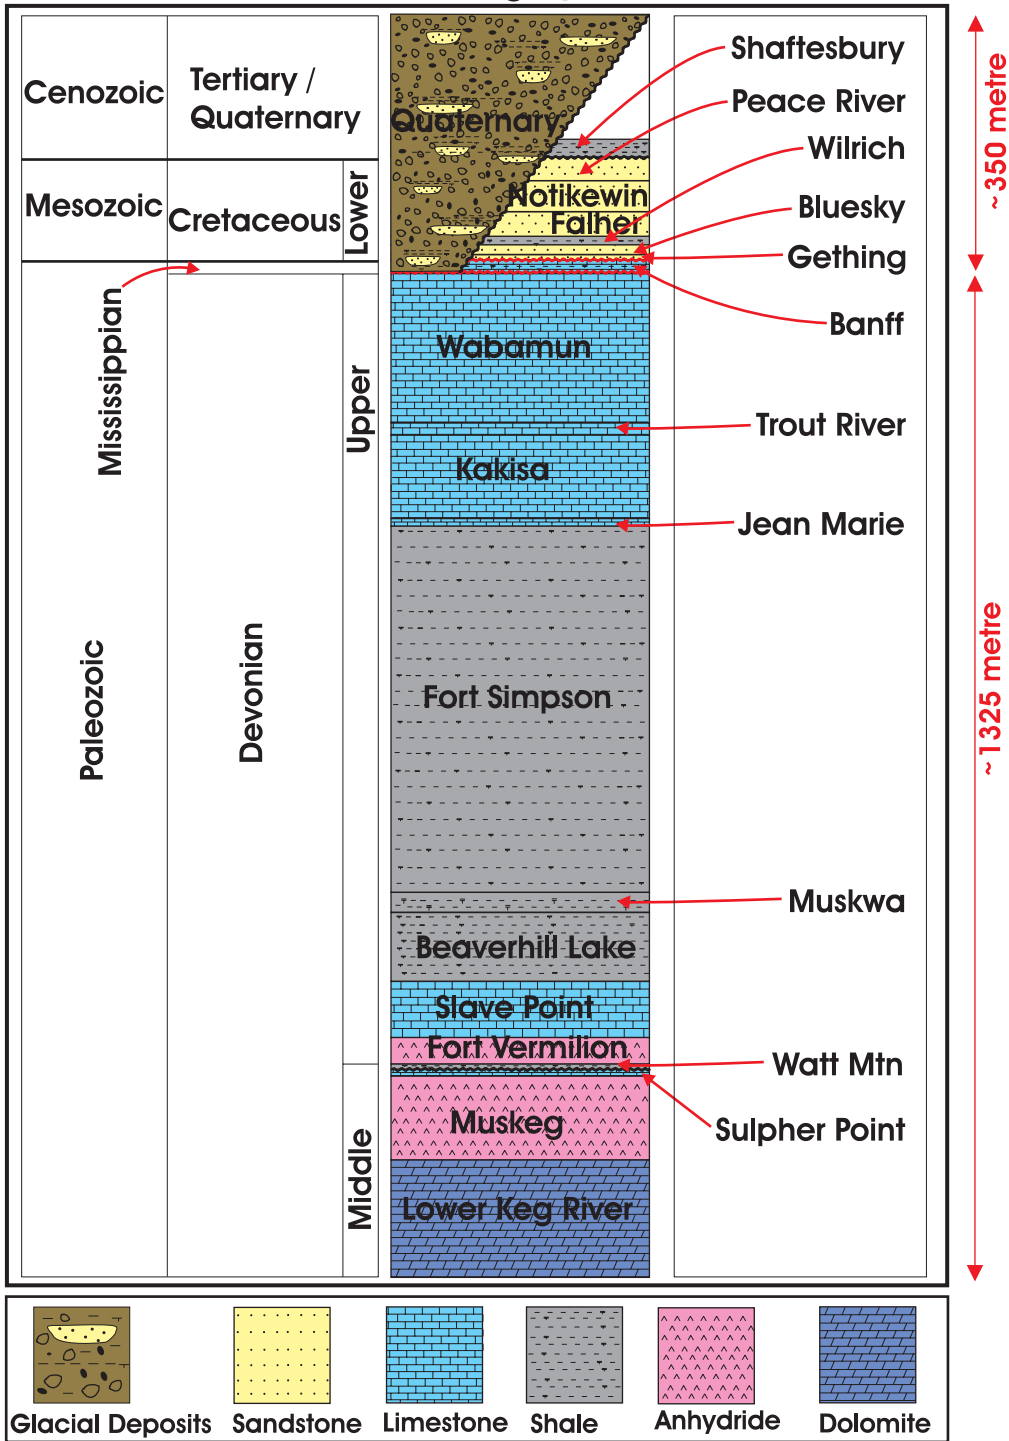 Cenozoic
Tertiary /
Quaternary
Mesozoic
Cretaceous
Lower
Mississippian
Paleozoic
Devonian
Upper
Middle
Quaternary
Notikewin
Falher
Wabamun
Kakisa
Fort Simpson
Beaverhill Lake
Slave Point
Fort Vermilion
Muskeg
Lower Keg River
Shaftesbury
Peace River
Wilrich
Bluesky
Gething
Banff
Trout River
Jean Marie
Muskwa
Watt Mtn
Sulpher Point
~ 350 metre
~1325 metre
Glacial Deposits
Sandstone
Limestone
Shale
Anhydride
Dolomite